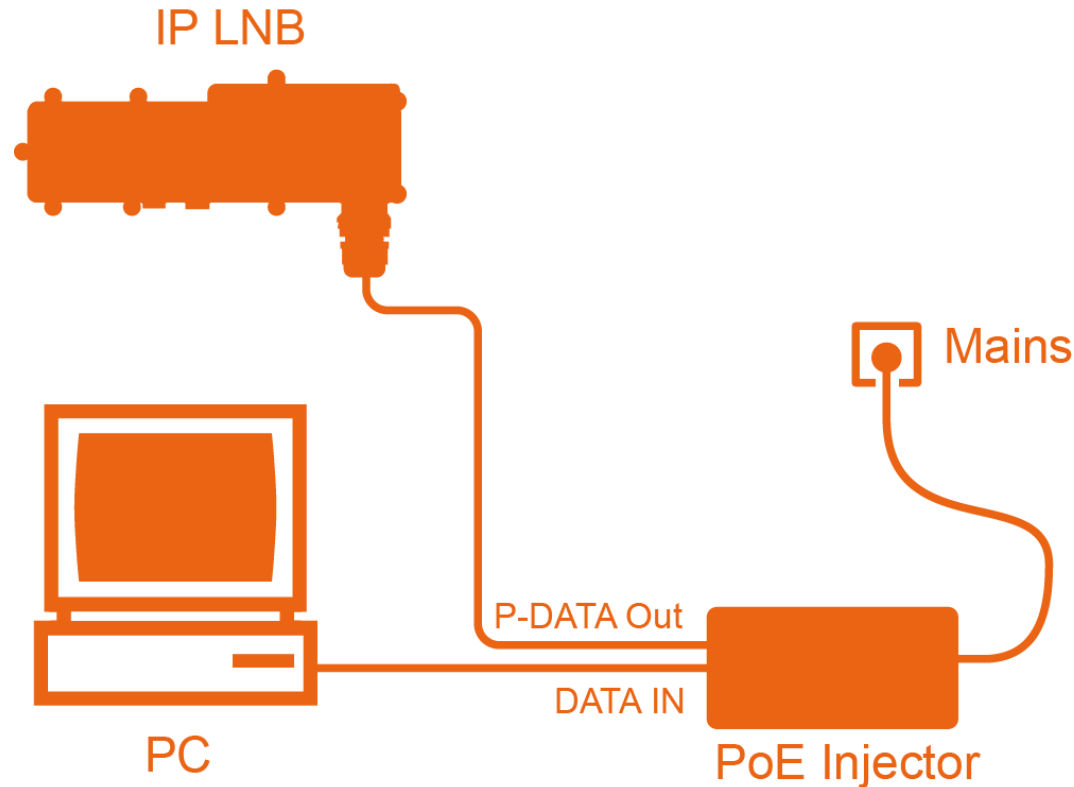 IP LNB
Mains
P-DATA Out
DATA IN
PC
PoE Injector